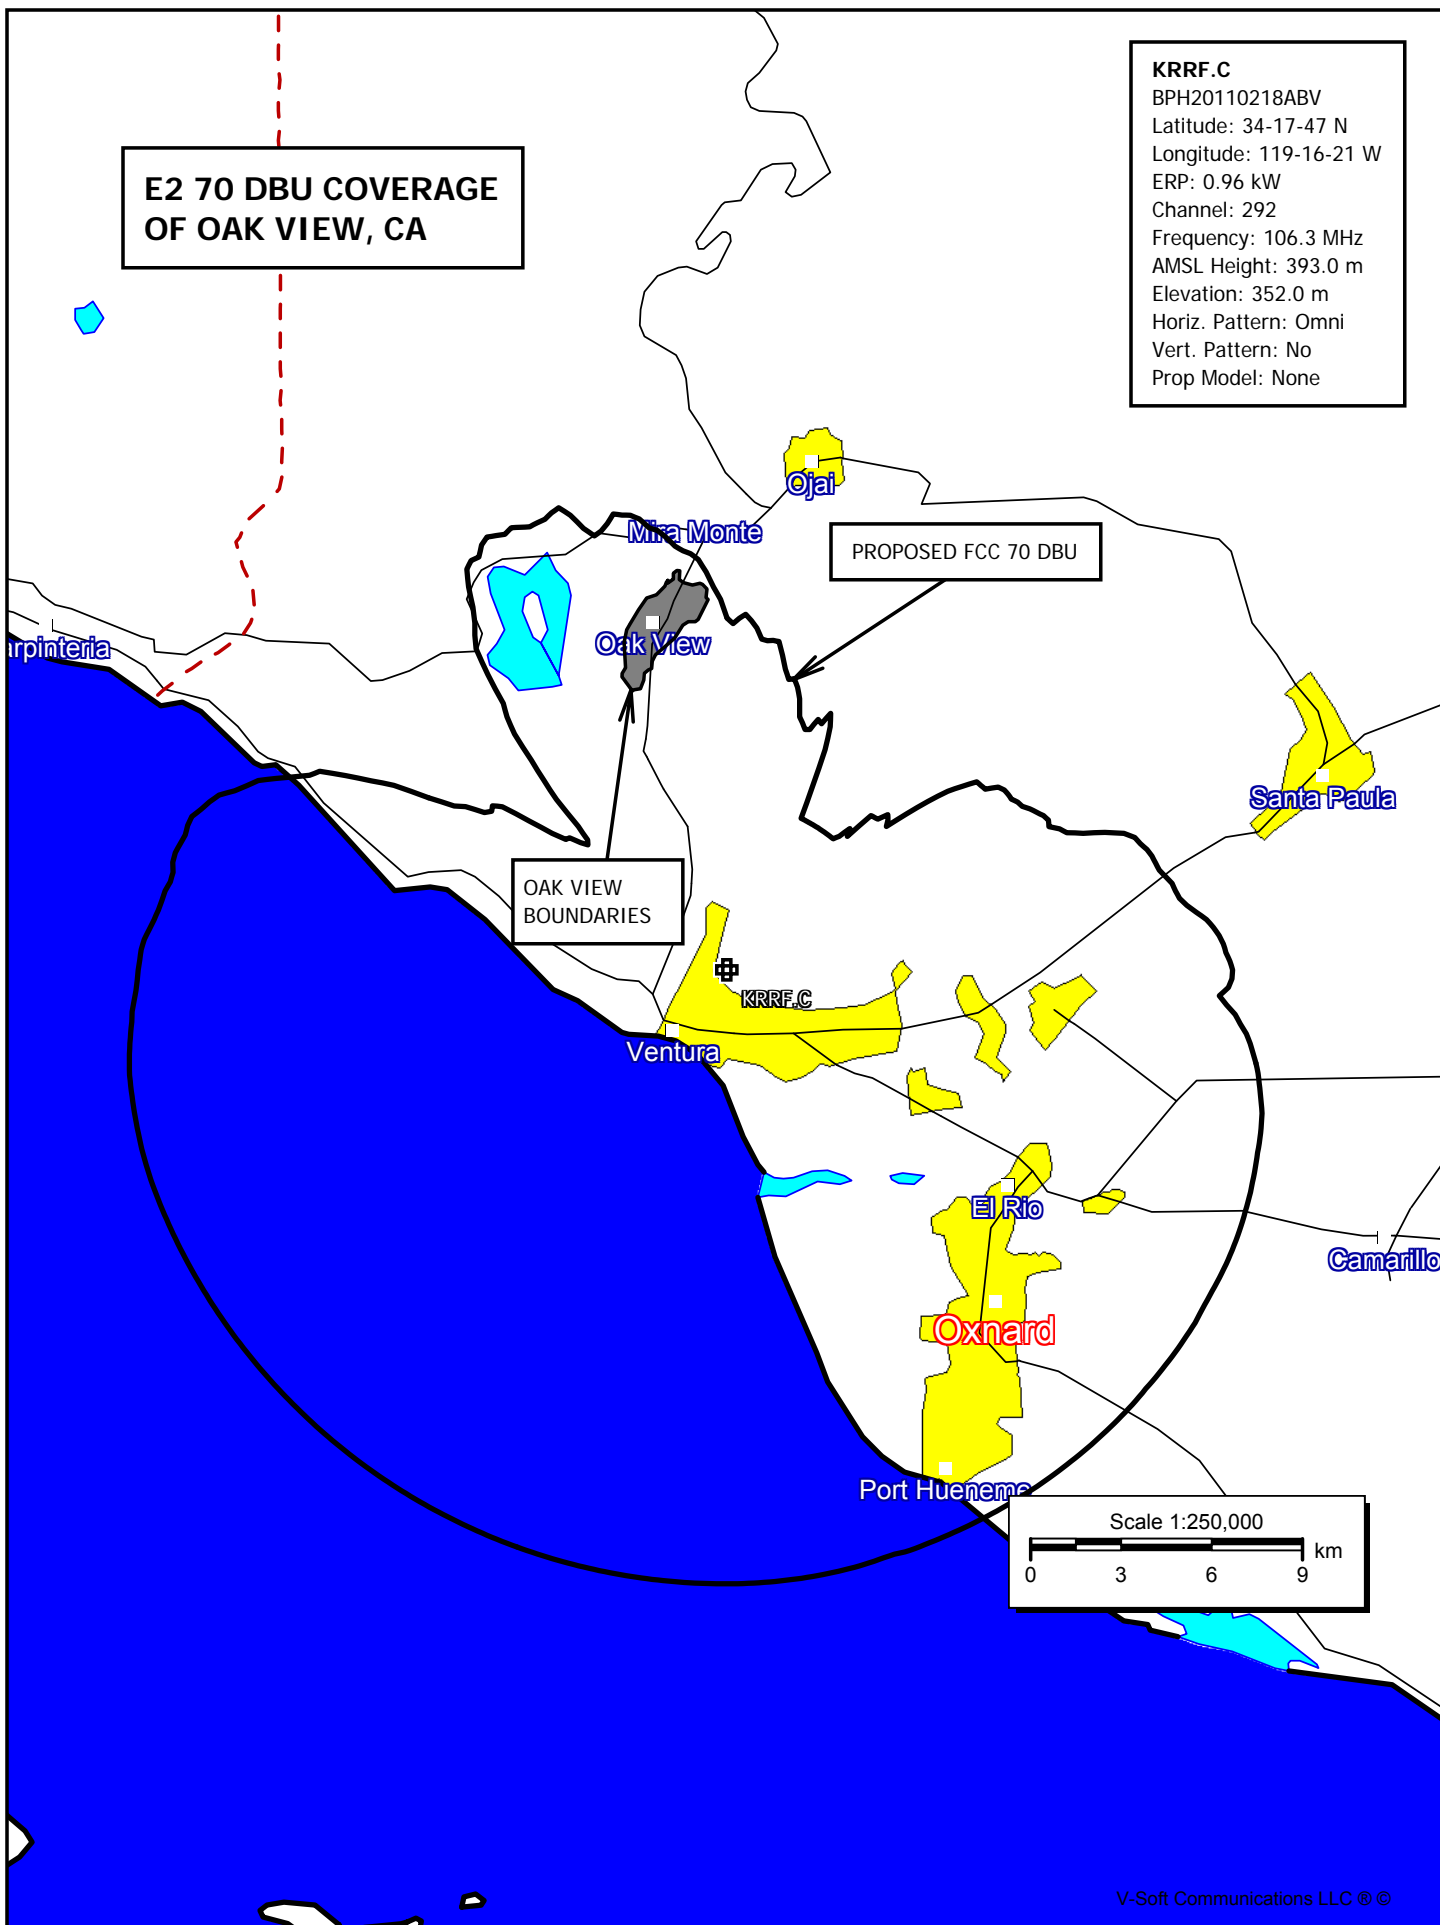 E2 70 DBU COVERAGE
OF OAK VIEW, CA
KRRF.C
BPH20110218ABV
Latitude: 34-17-47 N
Longitude: 119-16-21 W
ERP: 0.96 kW
Channel: 292
Frequency: 106.3 MHz
AMSL Height: 393.0 m
Elevation: 352.0 m
Horiz. Pattern: Omni
Vert. Pattern: No
Prop Model: None
Ojai
Mira Monte
PROPOSED FCC 70 DBU
Oak View
arpinteria
Santa Paula
OAK VIEW
BOUNDARIES
KRRF.C
Ventura
El Rio
Camarillo
Oxnard
Port Hueneme
Scale 1:250,000
km
0 3 6 9
V-Soft Communications LLC ® ©